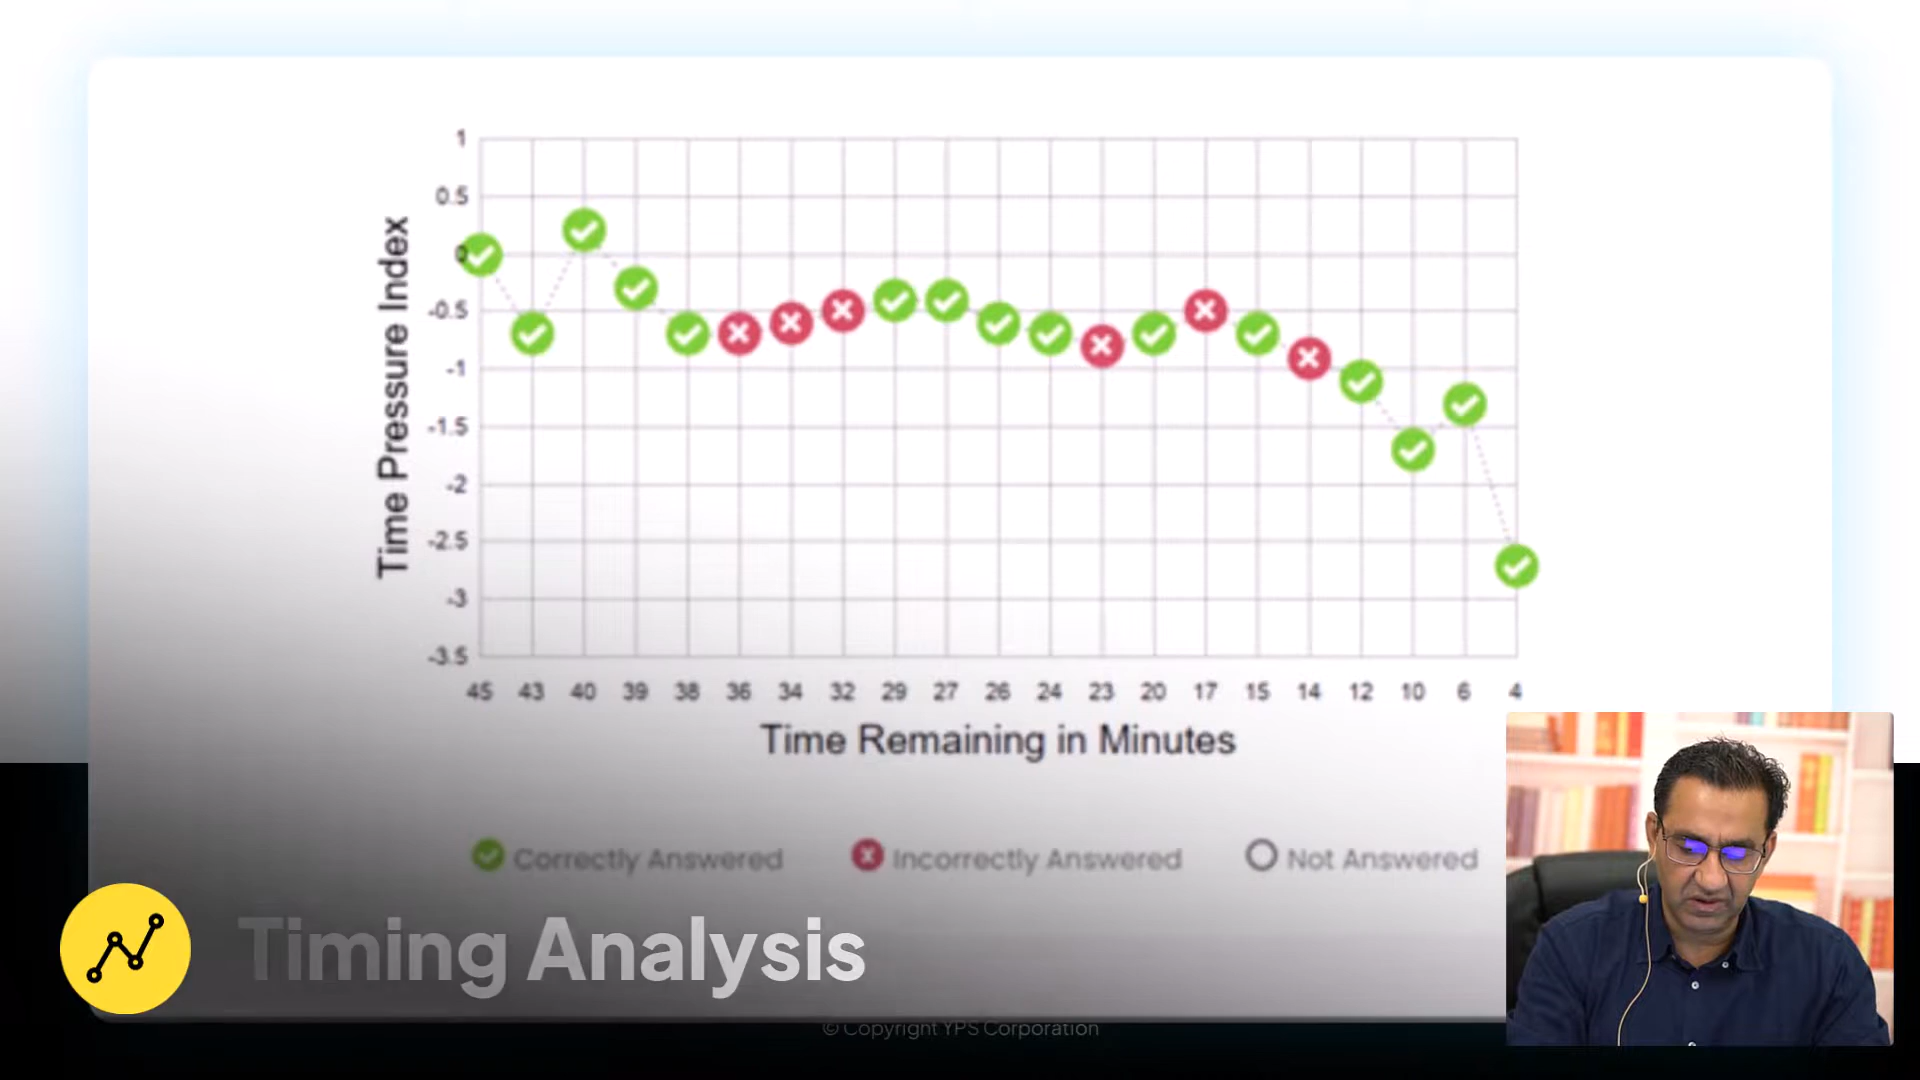 1
0.5
0
-0.5
-1
-1.5
-2
-2.5
-3
-3.5
Time Pressure Index
45 43 40 39 38 36 34 32 29 27 26 24 23 20 17 15 14 12 10 6 4
Time Remaining in Minutes
Correctly Answered Incorrectly Answered Not Answered
Timing Analysis
© Copyright YPS Corporation